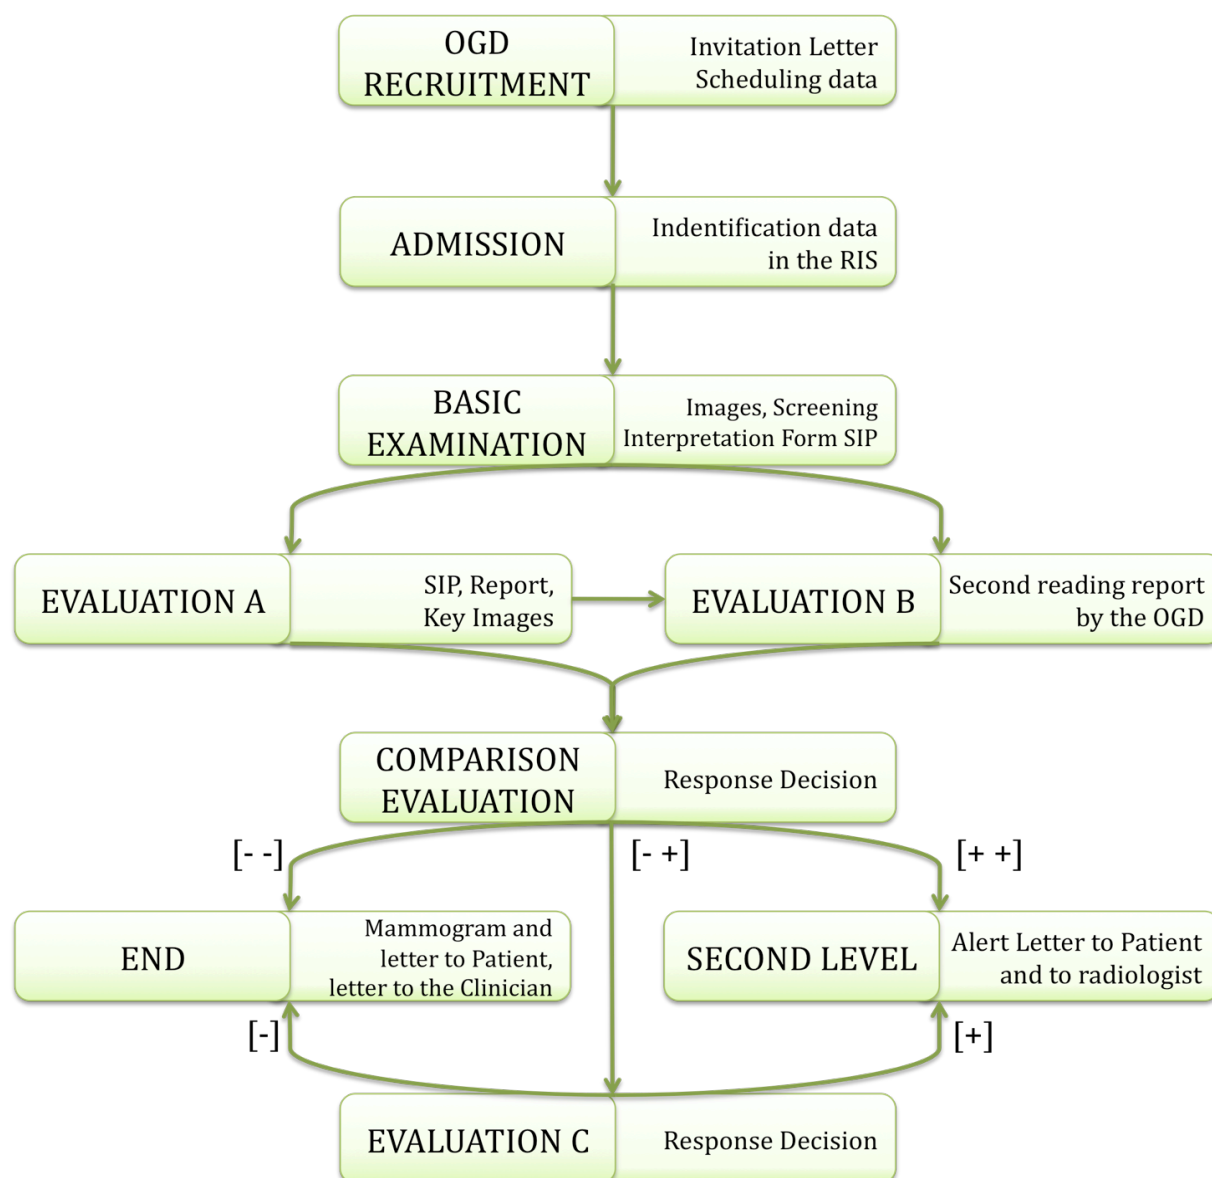 OGD
RECRUITMENT
Invitation Letter
Scheduling data
ADMISSION
Indentification data
in the RIS
BASIC
EXAMINATION
Images, Screening
Interpretation Form SIP
EVALUATION A
SIP, Report,
Key Images
EVALUATION B
Second reading report
by the OGD
COMPARISON
EVALUATION
Response Decision
[- -]
[- +]
[+ +]
END
Mammogram and
letter to Patient,
letter to the Clinician
SECOND LEVEL
Alert Letter to Patient
and to radiologist
[-]
[+]
EVALUATION C
Response Decision